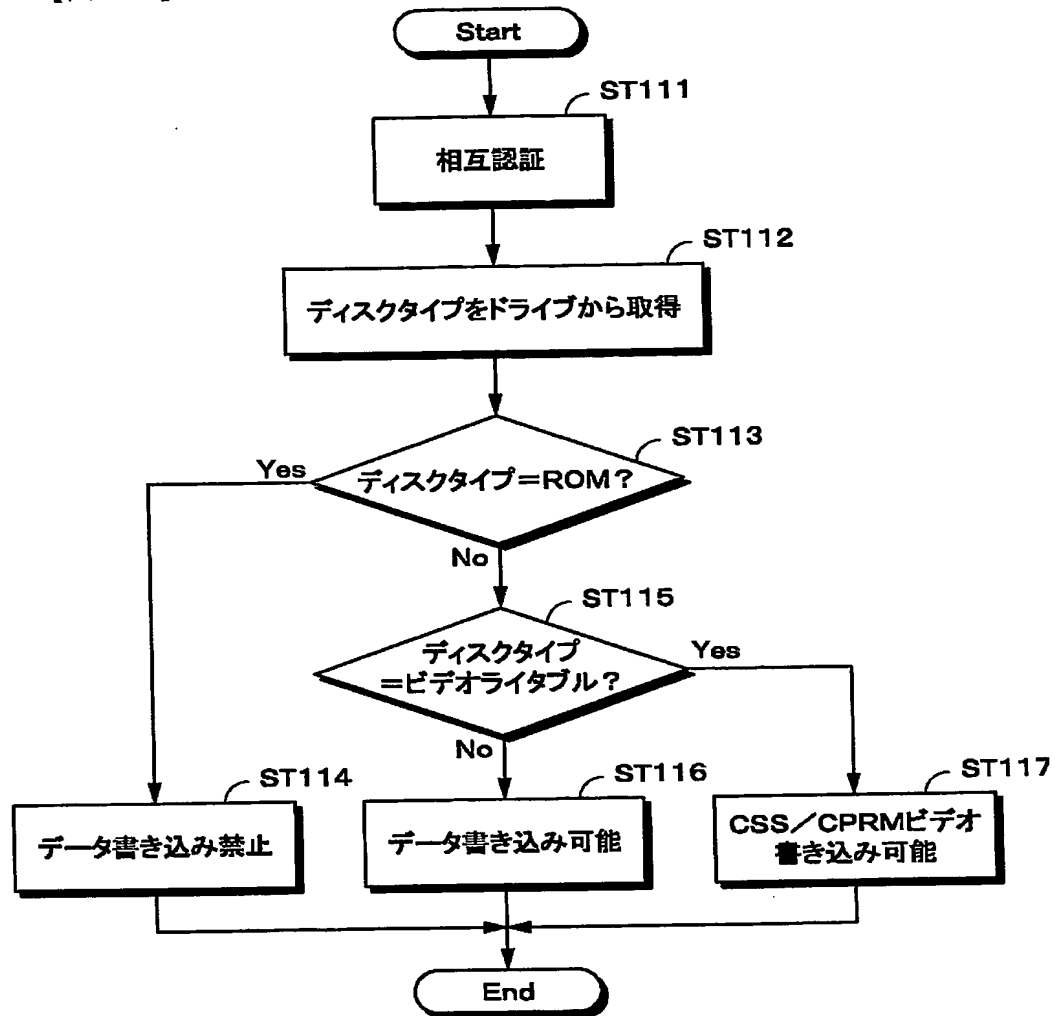 Start
ST111
相互認証
ST112
ディスクタイプをドライブから取得
ST113
ディスクタイプ＝ROM？
Yes
No
ST115
ディスクタイプ
＝ビデオライタブル？
Yes
No
ST114
データ書き込み禁止
ST116
データ書き込み可能
ST117
CSS／CPRMビデオ
書き込み可能
End